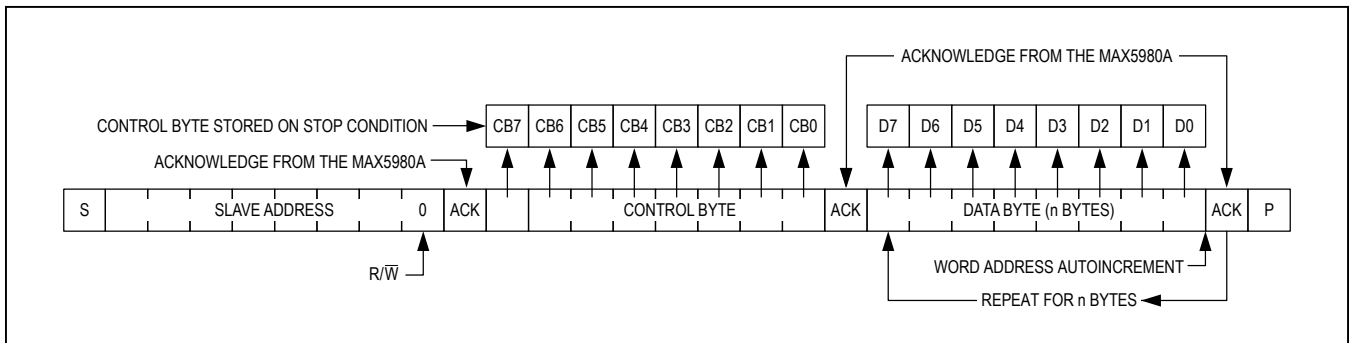 ACKNOWLEDGE FROM THE MAX5980A
CONTROL BYTE STORED ON STOP CONDITION
CB7 CB6 CB5 CB4 CB3 CB2 CB1 CB0
D7 D6 D5 D4 D3 D2 D1 D0
ACKNOWLEDGE FROM THE MAX5980A
S SLAVE ADDRESS 0 ACK CONTROL BYTE ACK DATA BYTE (n BYTES) ACK P
R/W̅
WORD ADDRESS AUTOINCREMENT
REPEAT FOR n BYTES